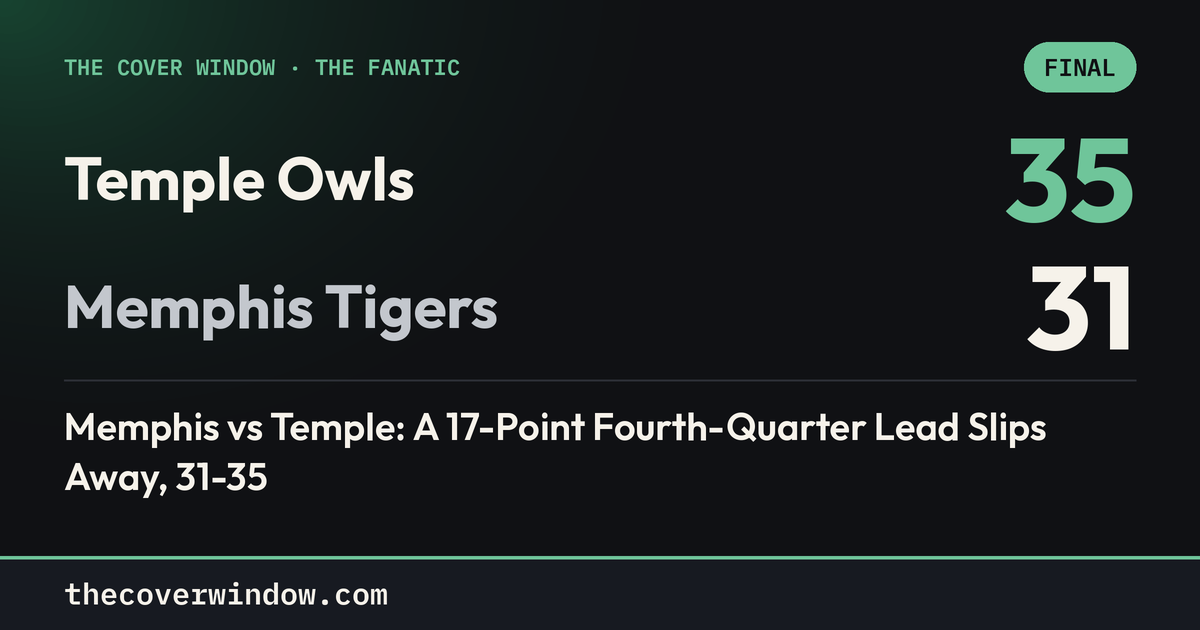 THE COVER WINDOW · THE FANATIC
FINAL
Temple Owls
35
Memphis Tigers
31
Memphis vs Temple: A 17-Point Fourth-Quarter Lead Slips
Away, 31-35
thecoverwindow.com